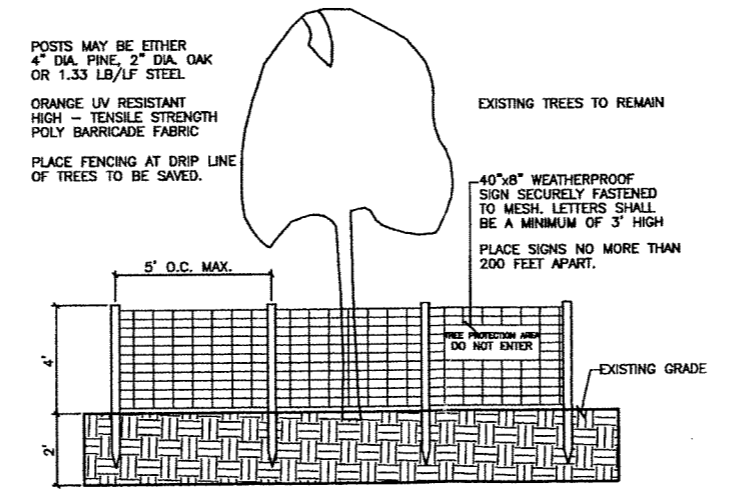 POSTS MAY BE EITHER
4" DIA. PINE, 2" DIA. OAK
OR 1.33 LB/LF STEEL
ORANGE UV RESISTANT
HIGH - TENSILE STRENGTH
POLY BARRICADE FABRIC
PLACE FENCING AT DRIP LINE
OF TREES TO BE SAVED.
EXISTING TREES TO REMAIN
40"x8" WEATHERPROOF
SIGN SECURELY FASTENED
TO MESH. LETTERS SHALL
BE A MINIMUM OF 3' HIGH
PLACE SIGNS NO MORE THAN
200 FEET APART.
5' O.C. MAX.
4'
TREE PROTECTION AREA
DO NOT ENTER
EXISTING GRADE
2'